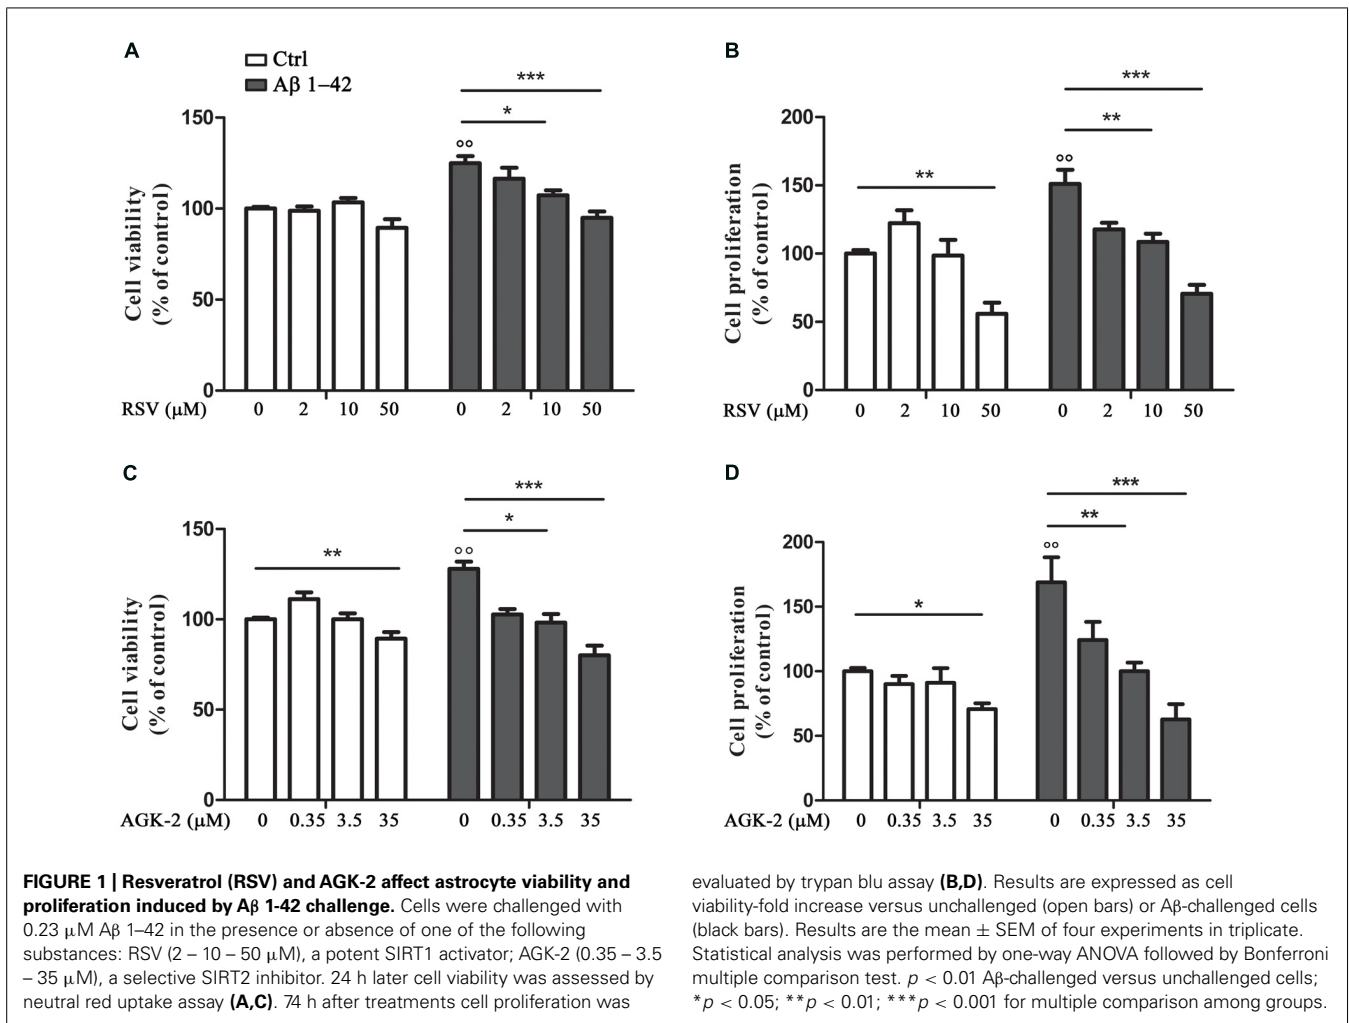 A
Ctrl
Aβ 1–42
***
*
°°
150
100
50
0
Cell viability
(% of control)
RSV (µM) 0 2 10 50 0 2 10 50
B
***
**
°°
**
200
150
100
50
0
Cell proliferation
(% of control)
RSV (µM) 0 2 10 50 0 2 10 50
C
***
*
°°
**
150
100
50
0
Cell viability
(% of control)
AGK-2 (µM) 0 0.35 3.5 35 0 0.35 3.5 35
D
***
**
°°
*
200
150
100
50
0
Cell proliferation
(% of control)
AGK-2 (µM) 0 0.35 3.5 35 0 0.35 3.5 35
FIGURE 1 | Resveratrol (RSV) and AGK-2 affect astrocyte viability and
proliferation induced by Aβ 1-42 challenge. Cells were challenged with
0.23 µM Aβ 1–42 in the presence or absence of one of the following
substances: RSV (2 – 10 – 50 µM), a potent SIRT1 activator; AGK-2 (0.35 – 3.5
– 35 µM), a selective SIRT2 inhibitor. 24 h later cell viability was assessed by
neutral red uptake assay (A,C). 74 h after treatments cell proliferation was
evaluated by trypan blu assay (B,D). Results are expressed as cell
viability-fold increase versus unchallenged (open bars) or Aβ-challenged cells
(black bars). Results are the mean ± SEM of four experiments in triplicate.
Statistical analysis was performed by one-way ANOVA followed by Bonferroni
multiple comparison test. p < 0.01 Aβ-challenged versus unchallenged cells;
*p < 0.05; **p < 0.01; ***p < 0.001 for multiple comparison among groups.